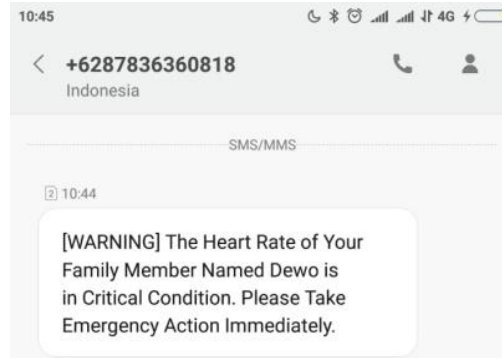 10:45
4G
+6287836360818
Indonesia
SMS/MMS
2 10:44
[WARNING] The Heart Rate of Your
Family Member Named Dewo is
in Critical Condition. Please Take
Emergency Action Immediately.